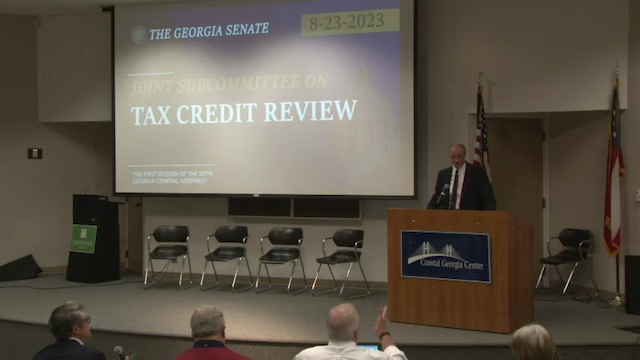 THE GEORGIA SENATE
8-23-2023
JOINT SUBCOMMITTEE ON
TAX CREDIT REVIEW
THE FIRST SESSION OF THE 157TH
GEORGIA GENERAL ASSEMBLY
Coastal Georgia Center